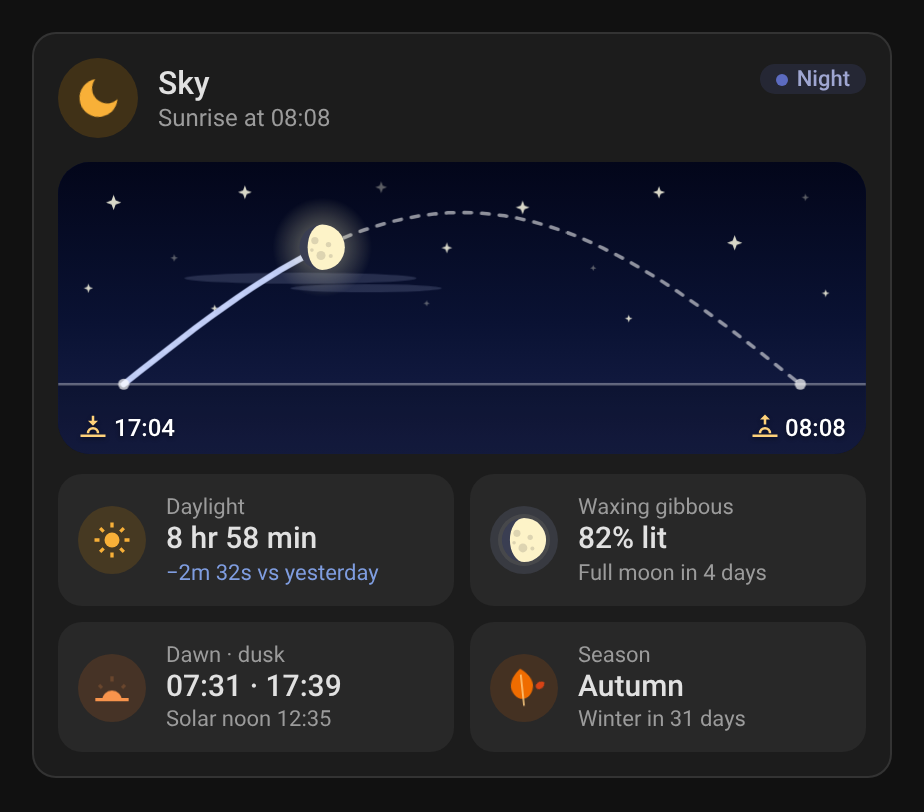 Sky
Night
Sunrise at 08:08
17:04
08:08
Daylight
8 hr 58 min
−2m 32s vs yesterday
Waxing gibbous
82% lit
Full moon in 4 days
Dawn · dusk
07:31 · 17:39
Solar noon 12:35
Season
Autumn
Winter in 31 days